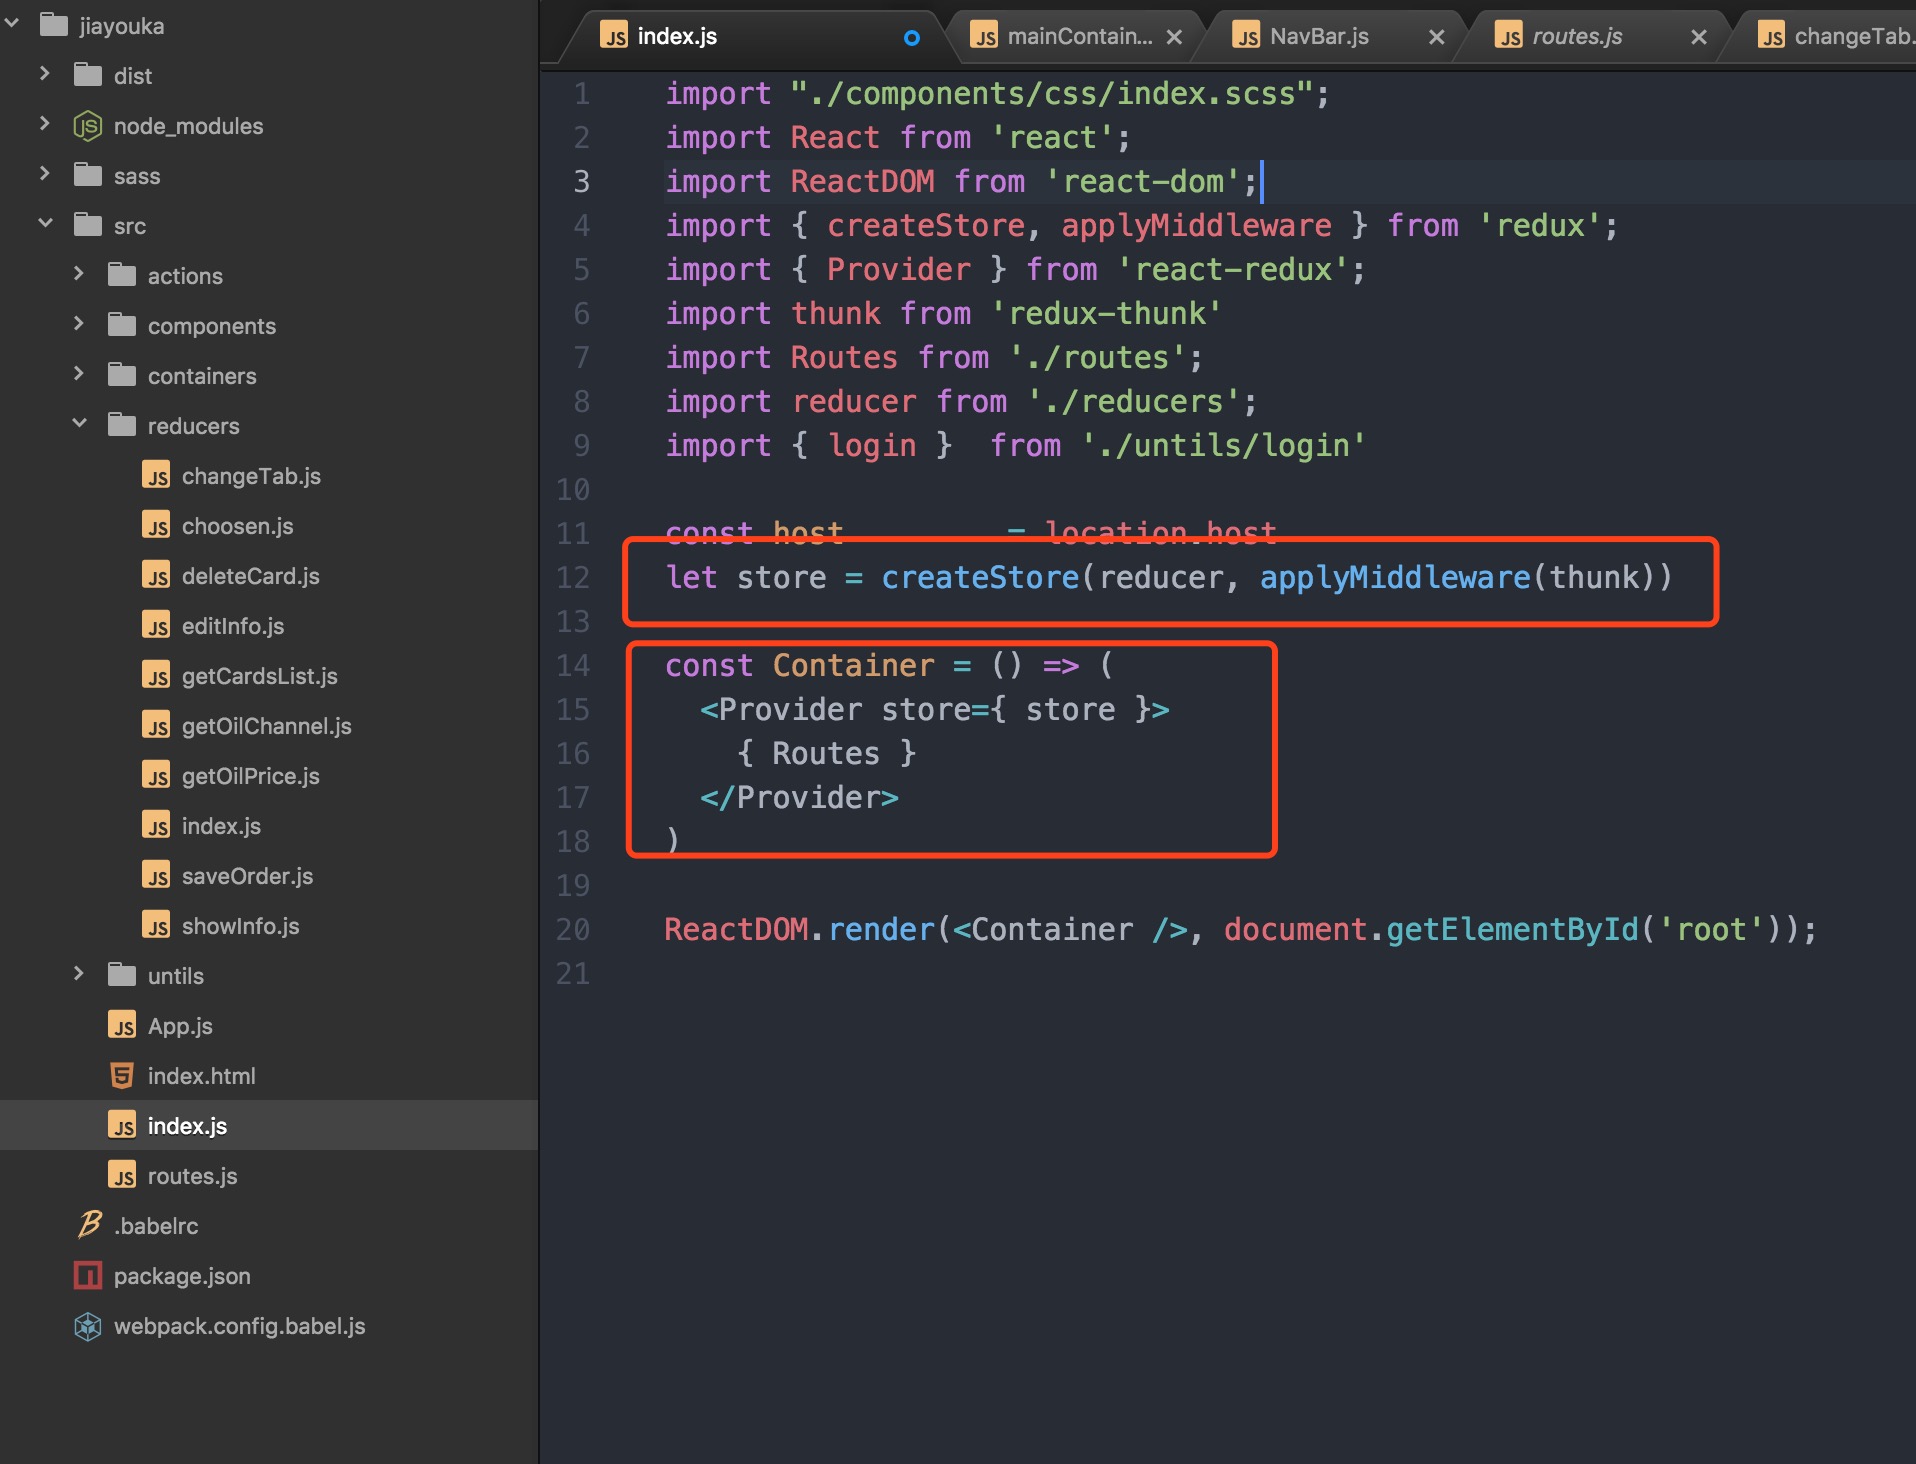 jiayouka
dist
node_modules
sass
src
actions
components
containers
reducers
changeTab.js
choosen.js
deleteCard.js
editInfo.js
getCardsList.js
getOilChannel.js
getOilPrice.js
index.js
saveOrder.js
showInfo.js
untils
App.js
index.html
index.js
routes.js
.babelrc
package.json
webpack.config.babel.js
index.js mainContain... NavBar.js routes.js changeTab.
1 import "./components/css/index.scss";
2 import React from 'react';
3 import ReactDOM from 'react-dom';
4 import { createStore, applyMiddleware } from 'redux';
5 import { Provider } from 'react-redux';
6 import thunk from 'redux-thunk'
7 import Routes from './routes';
8 import reducer from './reducers';
9 import { login }  from './untils/login'
10
11 const host         = location.host
12 let store = createStore(reducer, applyMiddleware(thunk))
13
14 const Container = () => (
15   <Provider store={ store }>
16     { Routes }
17   </Provider>
18 )
19
20 ReactDOM.render(<Container />, document.getElementById('root'));
21